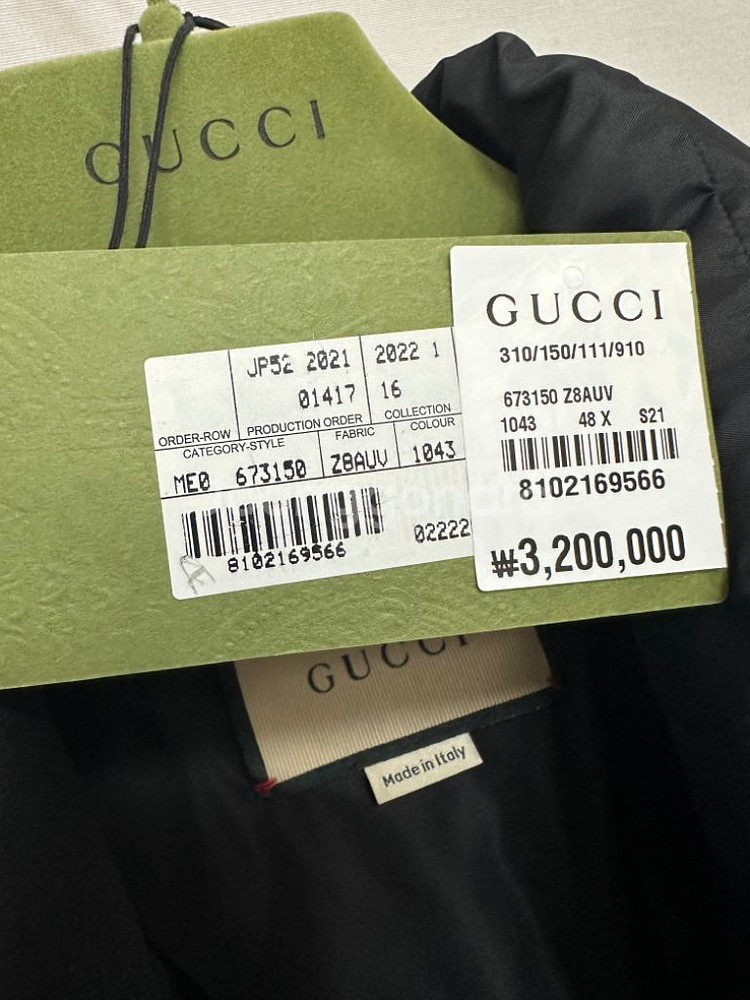 GUCCI
GUCCI
310/150/111/910
673150 Z8AUV
1043 48 X S21
8102169566
₩3,200,000
JP52 2021
01417
2022 1
16
ORDER-ROW PRODUCTION ORDER COLLECTION
CATEGORY-STYLE FABRIC COLOUR
ME0 673150 Z8AUV 1043
8102169566
02222
GUCCI
Made in Italy